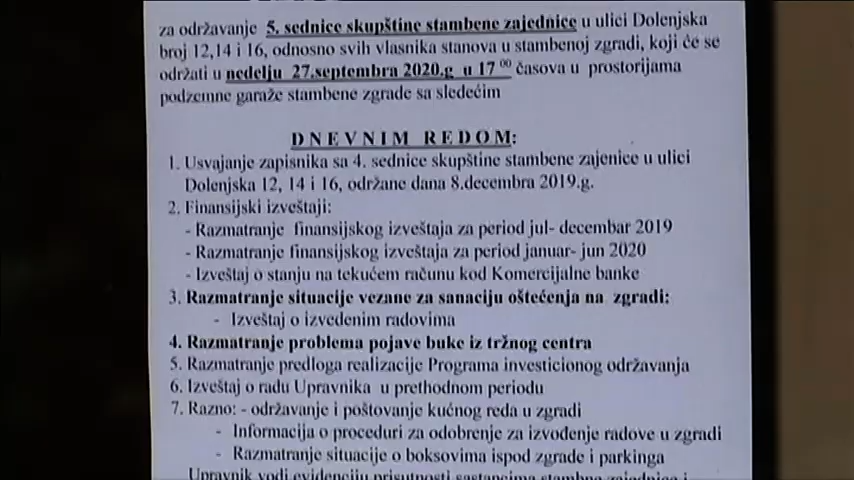 za održavanje 5. sednice skupštine stambene zajednice u ulici Dolenjska
broj 12,14 i 16, odnosno svih vlasnika stanova u stambenoj zgradi, koji će se
održati u nedelju 27.septembra 2020.g u 17 00 časova u prostorijama
podzemne garaže stambene zgrade sa sledećim
DNEVNIM REDOM:
1. Usvajanje zapisnika sa 4. sednice skupštine stambene zajenice u ulici
Dolenjska 12, 14 i 16, održane dana 8.decembra 2019.g.
2. Finansijski izveštaji:
- Razmatranje finansijskog izveštaja za period jul- decembar 2019
- Razmatranje finansijskog izveštaja za period januar- jun 2020
- Izveštaj o stanju na tekućem računu kod Komercijalne banke
3. Razmatranje situacije vezane za sanaciju oštećenja na zgradi:
- Izveštaj o izvedenim radovima
4. Razmatranje problema pojave buke iz tržnog centra
5. Razmatranje predloga realizacije Programa investicionog održavanja
6. Izveštaj o radu Upravnika u prethodnom periodu
7. Razno: - održavanje i poštovanje kućnog reda u zgradi
- Informacija o proceduri za odobrenje za izvođenje radove u zgradi
- Razmatranje situacije o boksovima ispod zgrade i parkinga
Upravnik vodi evidenciju prisutnosti sastancima stambne zajednice i